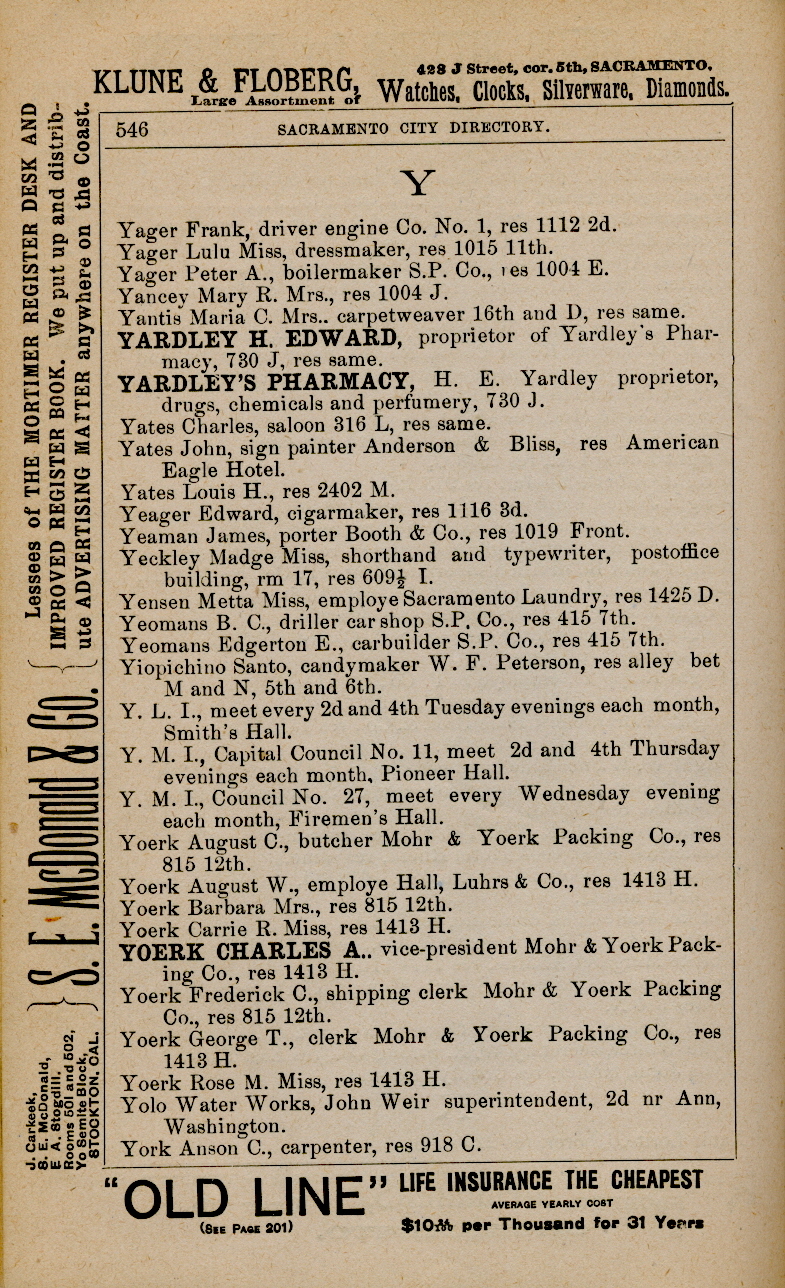 KLUNE & FLOBERG,
Large Assortment of
428 J Street, cor. 5th, SACRAMENTO.
Watches, Clocks, Silverware, Diamonds.
546
SACRAMENTO CITY DIRECTORY.
Y
Yager Frank, driver engine Co. No. 1, res 1112 2d.
Yager Lulu Miss, dressmaker, res 1015 11th.
Yager Peter A., boilermaker S.P. Co., res 1004 E.
Yancey Mary R. Mrs., res 1004 J.
Yantis Maria C. Mrs.. carpetweaver 16th and D, res same.
YARDLEY H. EDWARD, proprietor of Yardley's Phar-
macy, 730 J, res same.
YARDLEY'S PHARMACY, H. E. Yardley proprietor,
drugs, chemicals and perfumery, 730 J.
Yates Charles, saloon 316 L, res same.
Yates John, sign painter Anderson & Bliss, res American
Eagle Hotel.
Yates Louis H., res 2402 M.
Yeager Edward, cigarmaker, res 1116 3d.
Yeaman James, porter Booth & Co., res 1019 Front.
Yeckley Madge Miss, shorthand and typewriter, postoffice
building, rm 17, res 609½ I.
Yensen Metta Miss, employe Sacramento Laundry, res 1425 D.
Yeomans B. C., driller car shop S.P. Co., res 415 7th.
Yeomans Edgerton E., carbuilder S.P. Co., res 415 7th.
Yiopichino Santo, candymaker W. F. Peterson, res alley bet
M and N, 5th and 6th.
Y. L. I., meet every 2d and 4th Tuesday evenings each month,
Smith's Hall.
Y. M. I., Capital Council No. 11, meet 2d and 4th Thursday
evenings each month, Pioneer Hall.
Y. M. I., Council No. 27, meet every Wednesday evening
each month, Firemen's Hall.
Yoerk August C., butcher Mohr & Yoerk Packing Co., res
815 12th.
Yoerk August W., employe Hall, Luhrs & Co., res 1413 H.
Yoerk Barbara Mrs., res 815 12th.
Yoerk Carrie R. Miss, res 1413 H.
YOERK CHARLES A.. vice-president Mohr & Yoerk Pack-
ing Co., res 1413 H.
Yoerk Frederick C., shipping clerk Mohr & Yoerk Packing
Co., res 815 12th.
Yoerk George T., clerk Mohr & Yoerk Packing Co., res
1413 H.
Yoerk Rose M. Miss, res 1413 H.
Yolo Water Works, John Weir superintendent, 2d nr Ann,
Washington.
York Anson C., carpenter, res 918 C.
J. Carkeek,
S. E. McDonald,
E. A. Stogdill.
Rooms 501 and 502,
Yo Semite Block,
STOCKTON, CAL.
S. E. McDonald & Co.
Lessees of THE MORTIMER REGISTER DESK AND
IMPROVED REGISTER BOOK. We put up and distrib-
ute ADVERTISING MATTER anywhere on the Coast.
"OLD LINE"
(SEE PAGE 201)
LIFE INSURANCE THE CHEAPEST
AVERAGE YEARLY COST
per Thousand for 31 Years